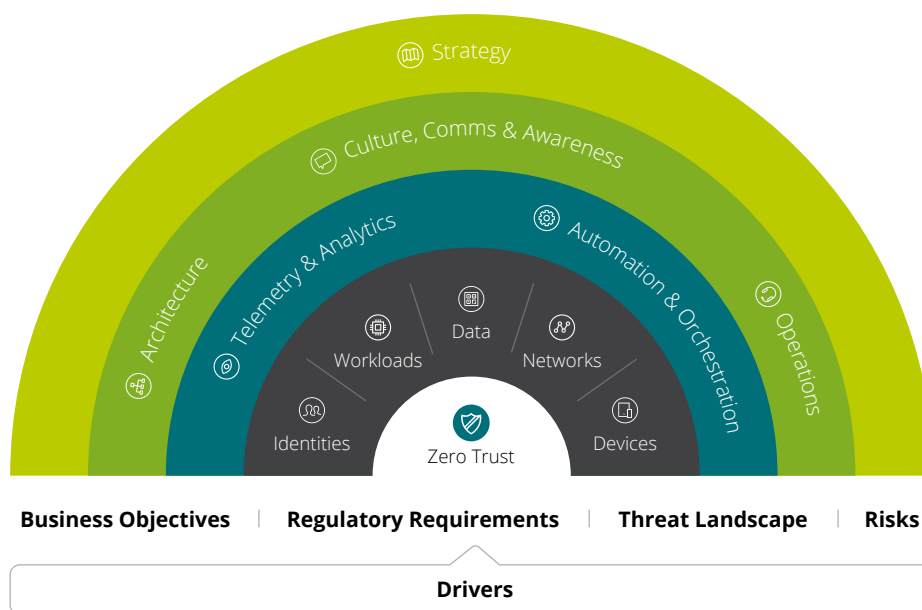 Strategy
Culture, Comms & Awareness
Architecture
Operations
Telemetry & Analytics
Automation & Orchestration
Identities
Workloads
Data
Networks
Devices
Zero Trust
Business Objectives | Regulatory Requirements | Threat Landscape | Risks
Drivers